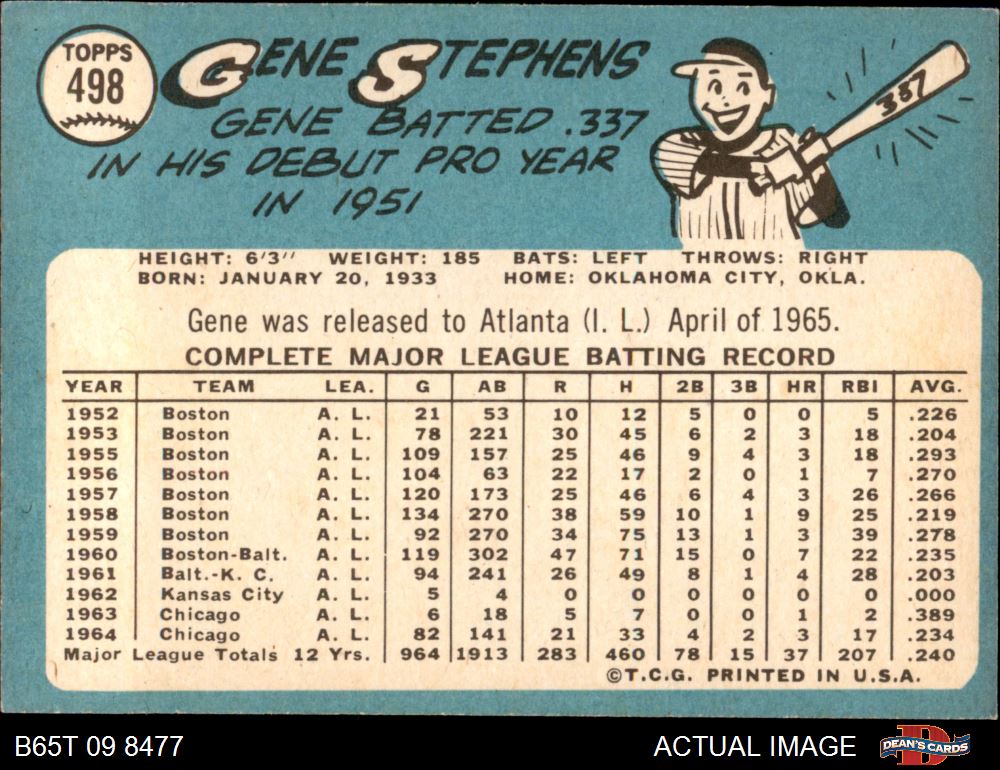 TOPPS
498
GENE STEPHENS
GENE BATTED .337
IN HIS DEBUT PRO YEAR
IN 1951
337
HEIGHT: 6'3" WEIGHT: 185 BATS: LEFT THROWS: RIGHT
BORN: JANUARY 20, 1933 HOME: OKLAHOMA CITY, OKLA.
Gene was released to Atlanta (I. L.) April of 1965.
COMPLETE MAJOR LEAGUE BATTING RECORD
YEAR TEAM LEA. G AB R H 2B 3B HR RBI AVG.
1952 Boston A. L. 21 53 10 12 5 0 0 5 .226
1953 Boston A. L. 78 221 30 45 6 2 3 18 .204
1955 Boston A. L. 109 157 25 46 9 4 3 18 .293
1956 Boston A. L. 104 63 22 17 2 0 1 7 .270
1957 Boston A. L. 120 173 25 46 6 4 3 26 .266
1958 Boston A. L. 134 270 38 59 10 1 9 25 .219
1959 Boston A. L. 92 270 34 75 13 1 3 39 .278
1960 Boston-Balt. A. L. 119 302 47 71 15 0 7 22 .235
1961 Balt.-K. C. A. L. 94 241 26 49 8 1 4 28 .203
1962 Kansas City A. L. 5 4 0 0 0 0 0 0 .000
1963 Chicago A. L. 6 18 5 7 0 0 1 2 .389
1964 Chicago A. L. 82 141 21 33 4 2 3 17 .234
Major League Totals 12 Yrs. 964 1913 283 460 78 15 37 207 .240
©T.C.G. PRINTED IN U.S.A.
B65T 09 8477 ACTUAL IMAGE DEAN'S CARDS